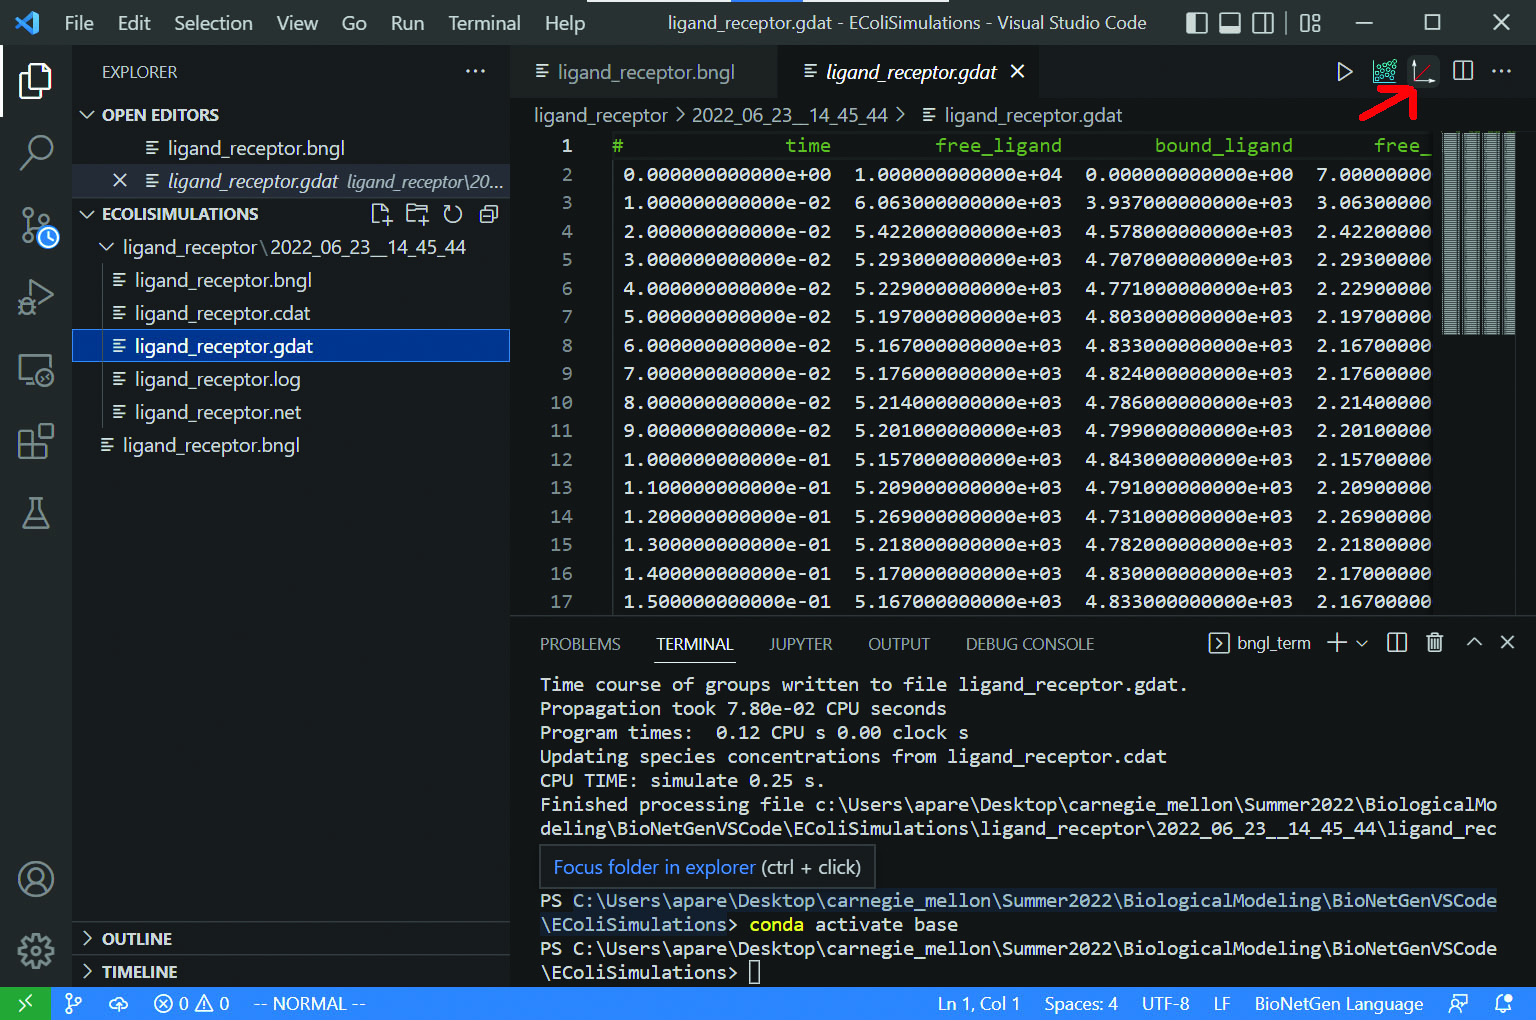 File Edit Selection View Go Run Terminal Help
ligand_receptor.gdat - EColiSimulations - Visual Studio Code
EXPLORER
OPEN EDITORS
ligand_receptor.bngl
ligand_receptor.gdat ligand_receptor\20...
ECOLISIMULATIONS
ligand_receptor\2022_06_23__14_45_44
ligand_receptor.bngl
ligand_receptor.cdat
ligand_receptor.gdat
ligand_receptor.log
ligand_receptor.net
ligand_receptor.bngl
OUTLINE
TIMELINE
ligand_receptor.bngl ligand_receptor.gdat
ligand_receptor > 2022_06_23__14_45_44 > ligand_receptor.gdat
1 # time free_ligand bound_ligand free_
2 0.000000000000e+00 1.000000000000e+04 0.000000000000e+00 7.00000000
3 1.000000000000e-02 6.063000000000e+03 3.937000000000e+03 3.06300000
4 2.000000000000e-02 5.422000000000e+03 4.578000000000e+03 2.42200000
5 3.000000000000e-02 5.293000000000e+03 4.707000000000e+03 2.29300000
6 4.000000000000e-02 5.229000000000e+03 4.771000000000e+03 2.22900000
7 5.000000000000e-02 5.197000000000e+03 4.803000000000e+03 2.19700000
8 6.000000000000e-02 5.167000000000e+03 4.833000000000e+03 2.16700000
9 7.000000000000e-02 5.176000000000e+03 4.824000000000e+03 2.17600000
10 8.000000000000e-02 5.214000000000e+03 4.786000000000e+03 2.21400000
11 9.000000000000e-02 5.201000000000e+03 4.799000000000e+03 2.20100000
12 1.000000000000e-01 5.157000000000e+03 4.843000000000e+03 2.15700000
13 1.100000000000e-01 5.209000000000e+03 4.791000000000e+03 2.20900000
14 1.200000000000e-01 5.269000000000e+03 4.731000000000e+03 2.26900000
15 1.300000000000e-01 5.218000000000e+03 4.782000000000e+03 2.21800000
16 1.400000000000e-01 5.170000000000e+03 4.830000000000e+03 2.17000000
17 1.500000000000e-01 5.167000000000e+03 4.833000000000e+03 2.16700000
PROBLEMS TERMINAL JUPYTER OUTPUT DEBUG CONSOLE bngl_term
Time course of groups written to file ligand_receptor.gdat.
Propagation took 7.80e-02 CPU seconds
Program times:  0.12 CPU s 0.00 clock s
Updating species concentrations from ligand_receptor.cdat
CPU TIME: simulate 0.25 s.
Finished processing file c:\Users\apare\Desktop\carnegie_mellon\Summer2022\BiologicalMo
deling\BioNetGenVSCode\EColiSimulations\ligand_receptor\2022_06_23__14_45_44\ligand_rec
Focus folder in explorer (ctrl + click)
PS C:\Users\apare\Desktop\carnegie_mellon\Summer2022\BiologicalModeling\BioNetGenVSCode
\EColiSimulations> conda activate base
PS C:\Users\apare\Desktop\carnegie_mellon\Summer2022\BiologicalModeling\BioNetGenVSCode
\EColiSimulations>
0 0 -- NORMAL -- Ln 1, Col 1 Spaces: 4 UTF-8 LF BioNetGen Language